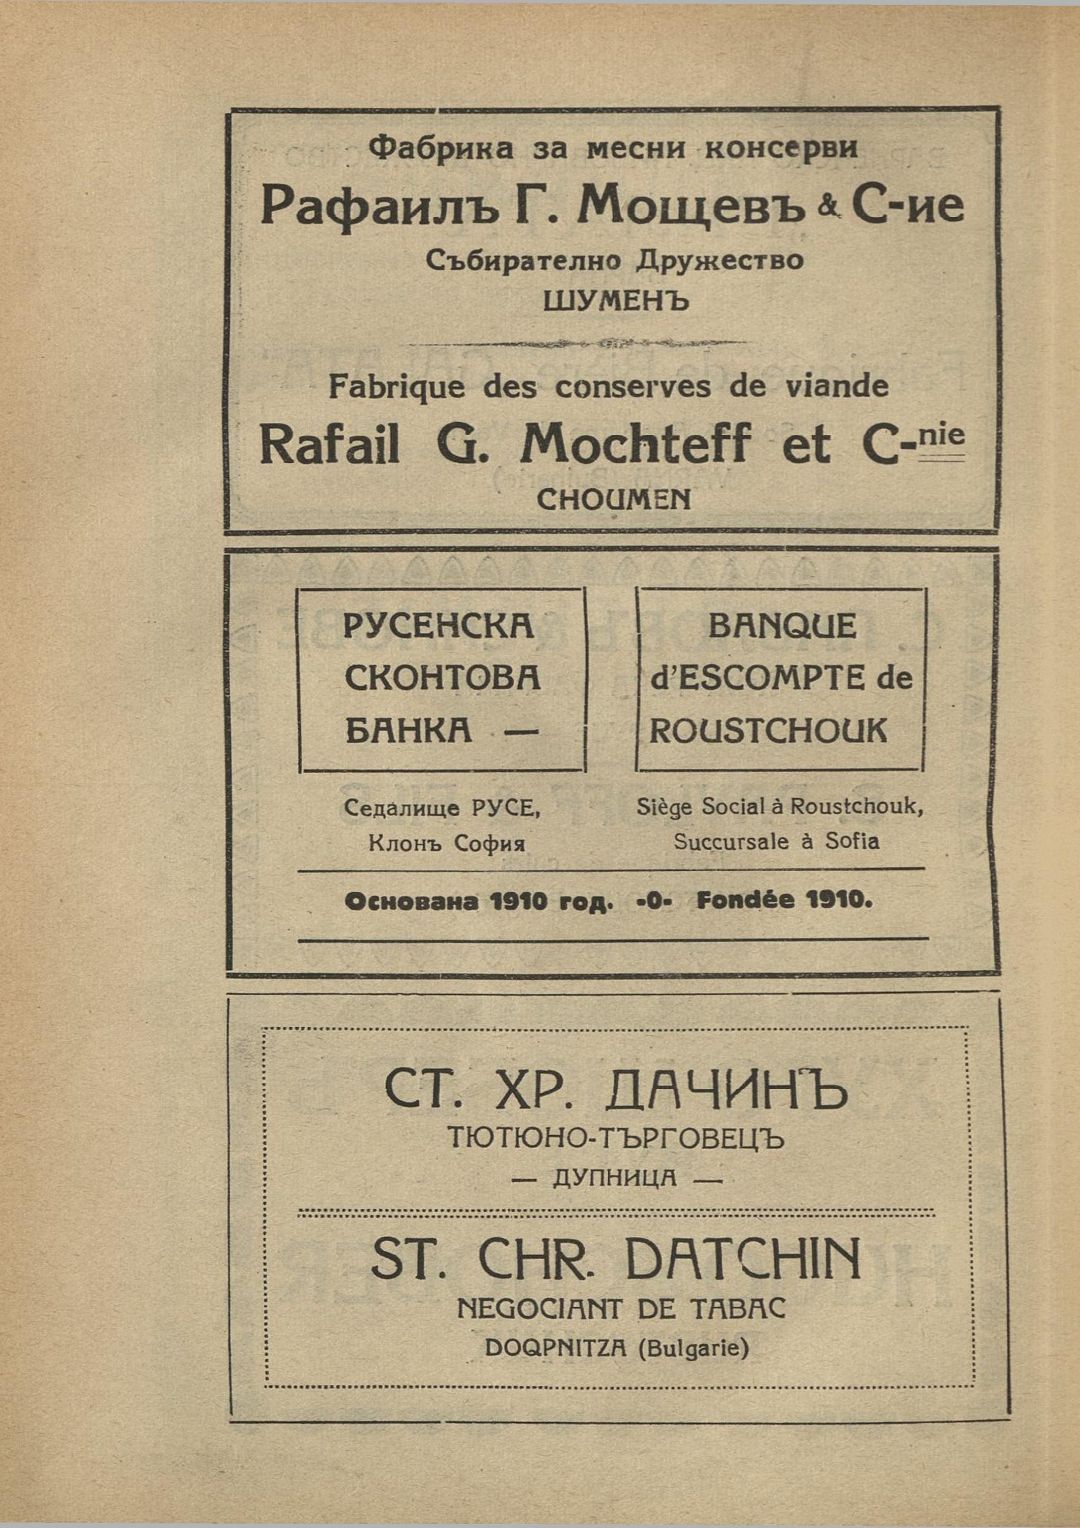 Фабрика за месни консерви
Рафаилъ Г. Мощевъ & С-ие
Събирателно Дружество
ШУМЕНЪ
Fabrique des conserves de viande
Rafail G. Mochteff et C-nie
CHOUMEN
РУСЕНСКА
СКОНТОВА
БАНКА —
Седалище РУСЕ,
Клонъ София
BANQUE
d'ESCOMPTE de
ROUSTCHOUK
Siège Social à Roustchouk,
Succursale à Sofia
Основана 1910 год. -0- Fondée 1910.
СТ. ХР. ДАЧИНЪ
ТЮТЮНО-ТЪРГОВЕЦЪ
— ДУПНИЦА —
ST. CHR. DATCHIN
NEGOCIANT DE TABAC
DOQPNITZA (Bulgarie)